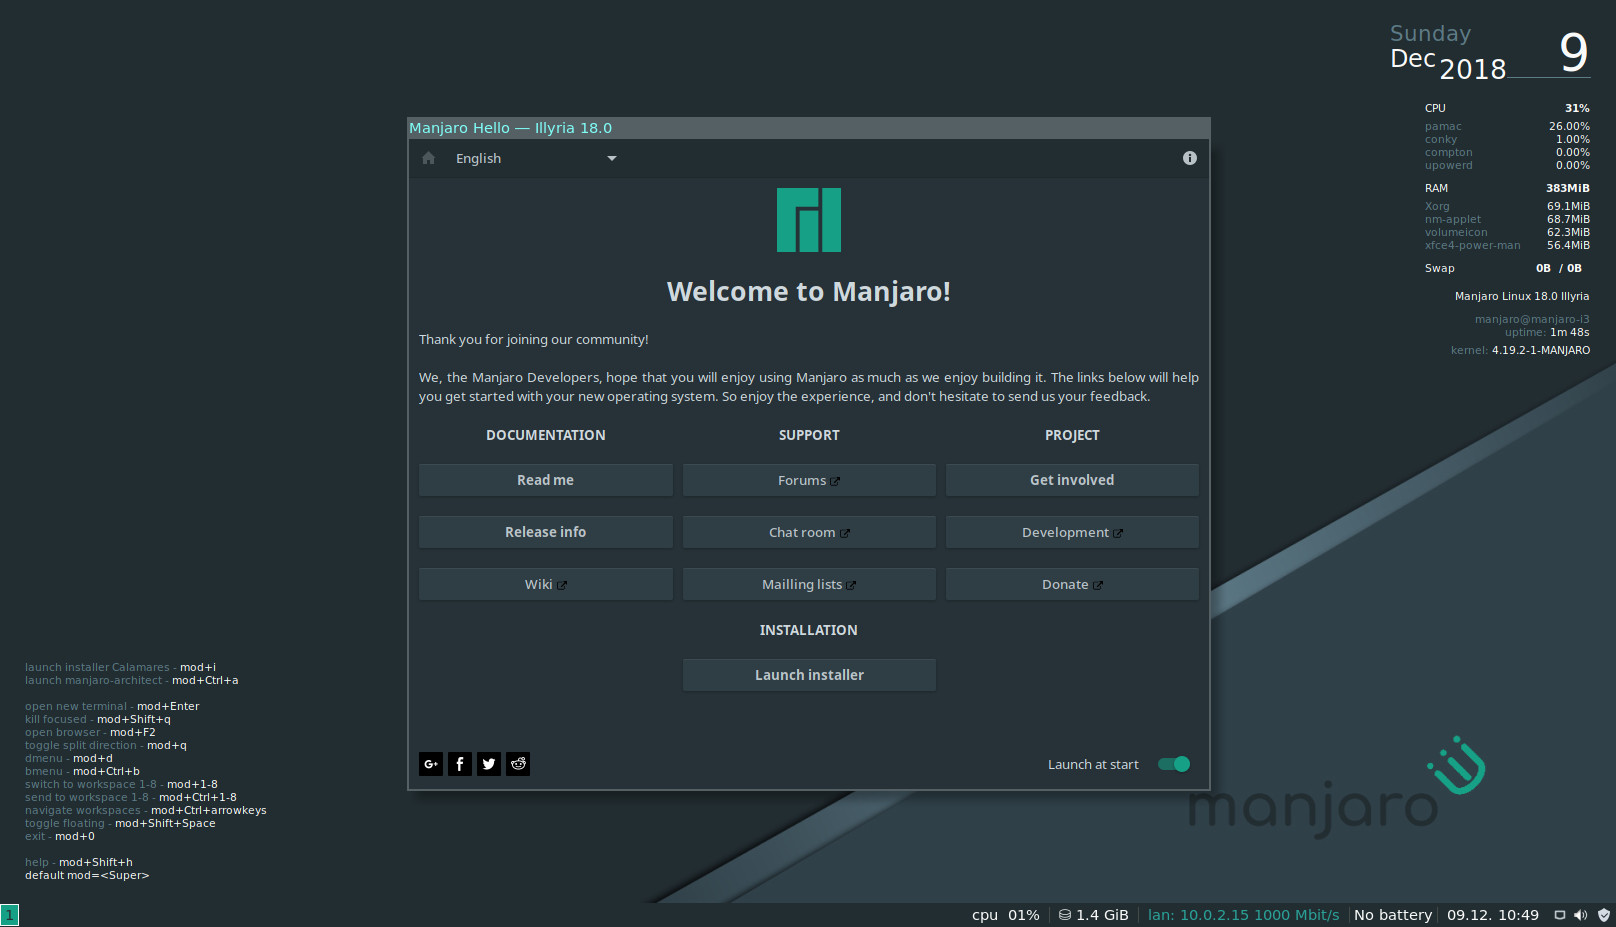 Sunday
Dec 2018 9
CPU 31%
pamac 26.00%
conky 1.00%
compton 0.00%
upowerd 0.00%
RAM 383MiB
Xorg 69.1MiB
nm-applet 68.7MiB
volumeicon 62.3MiB
xfce4-power-man 56.4MiB
Swap 0B / 0B
Manjaro Linux 18.0 Illyria
manjaro@manjaro-i3
uptime: 1m 48s
kernel: 4.19.2-1-MANJARO
Manjaro Hello — Illyria 18.0
English
Welcome to Manjaro!
Thank you for joining our community!
We, the Manjaro Developers, hope that you will enjoy using Manjaro as much as we enjoy building it. The links below will help
you get started with your new operating system. So enjoy the experience, and don't hesitate to send us your feedback.
DOCUMENTATION SUPPORT PROJECT
Read me Forums Get involved
Release info Chat room Development
Wiki Mailling lists Donate
INSTALLATION
Launch installer
Launch at start
launch installer Calamares - mod+i
launch manjaro-architect - mod+Ctrl+a
open new terminal - mod+Enter
kill focused - mod+Shift+q
open browser - mod+F2
toggle split direction - mod+q
dmenu - mod+d
bmenu - mod+Ctrl+b
switch to workspace 1-8 - mod+1-8
send to workspace 1-8 - mod+Ctrl+1-8
navigate workspaces - mod+Ctrl+arrowkeys
toggle floating - mod+Shift+Space
exit - mod+0
help - mod+Shift+h
default mod=<Super>
manjaro
1 cpu 01% 1.4 GiB lan: 10.0.2.15 1000 Mbit/s No battery 09.12. 10:49